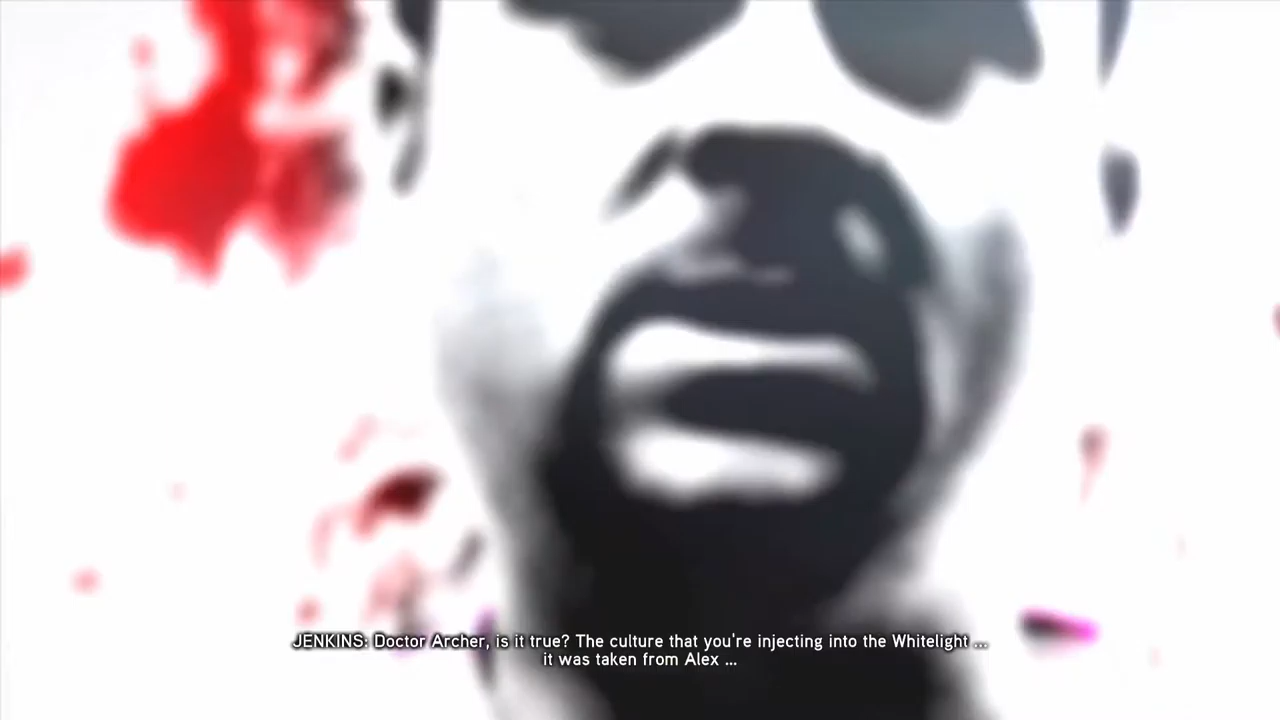 JENKINS: Doctor Archer, is it true? The culture that you're injecting into the Whitelight ...
it was taken from Alex ...